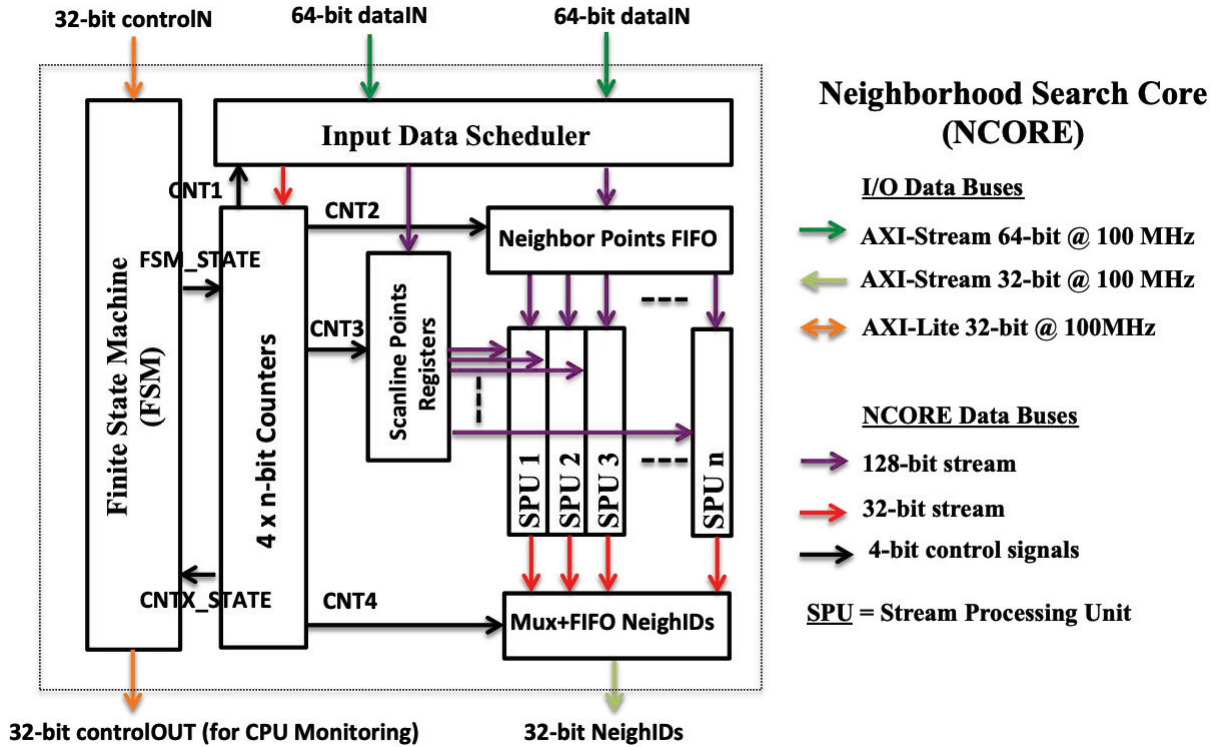 32-bit controlN
64-bit dataIN
64-bit dataIN
Input Data Scheduler
CNT1
CNT2
Neighbor Points FIFO
FSM_STATE
CNT3
Finite State Machine
(FSM)
4 x n-bit Counters
Scanline Points
Registers
SPU 1
SPU 2
SPU 3
SPU n
CNTX_STATE
CNT4
Mux+FIFO NeighIDs
32-bit controlOUT (for CPU Monitoring)
32-bit NeighIDs
Neighborhood Search Core
(NCORE)
I/O Data Buses
AXI-Stream 64-bit @ 100 MHz
AXI-Stream 32-bit @ 100 MHz
AXI-Lite 32-bit @ 100MHz
NCORE Data Buses
128-bit stream
32-bit stream
4-bit control signals
SPU = Stream Processing Unit